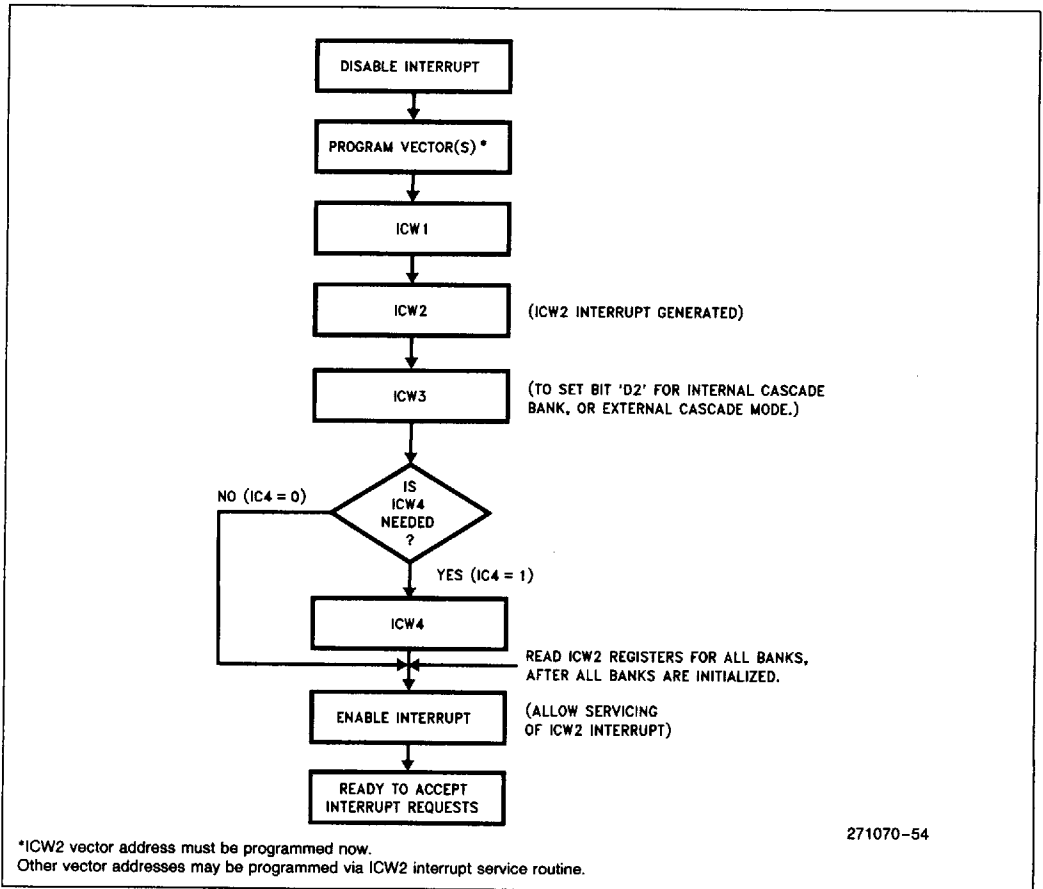 DISABLE INTERRUPT
PROGRAM VECTOR(S)*
ICW1
ICW2
(ICW2 INTERRUPT GENERATED)
ICW3
(TO SET BIT 'D2' FOR INTERNAL CASCADE
BANK, OR EXTERNAL CASCADE MODE.)
IS
ICW4
NEEDED
?
NO (IC4 = 0)
YES (IC4 = 1)
ICW4
READ ICW2 REGISTERS FOR ALL BANKS,
AFTER ALL BANKS ARE INITIALIZED.
ENABLE INTERRUPT
(ALLOW SERVICING
OF ICW2 INTERRUPT)
READY TO ACCEPT
INTERRUPT REQUESTS
271070-54
*ICW2 vector address must be programmed now.
Other vector addresses may be programmed via ICW2 interrupt service routine.